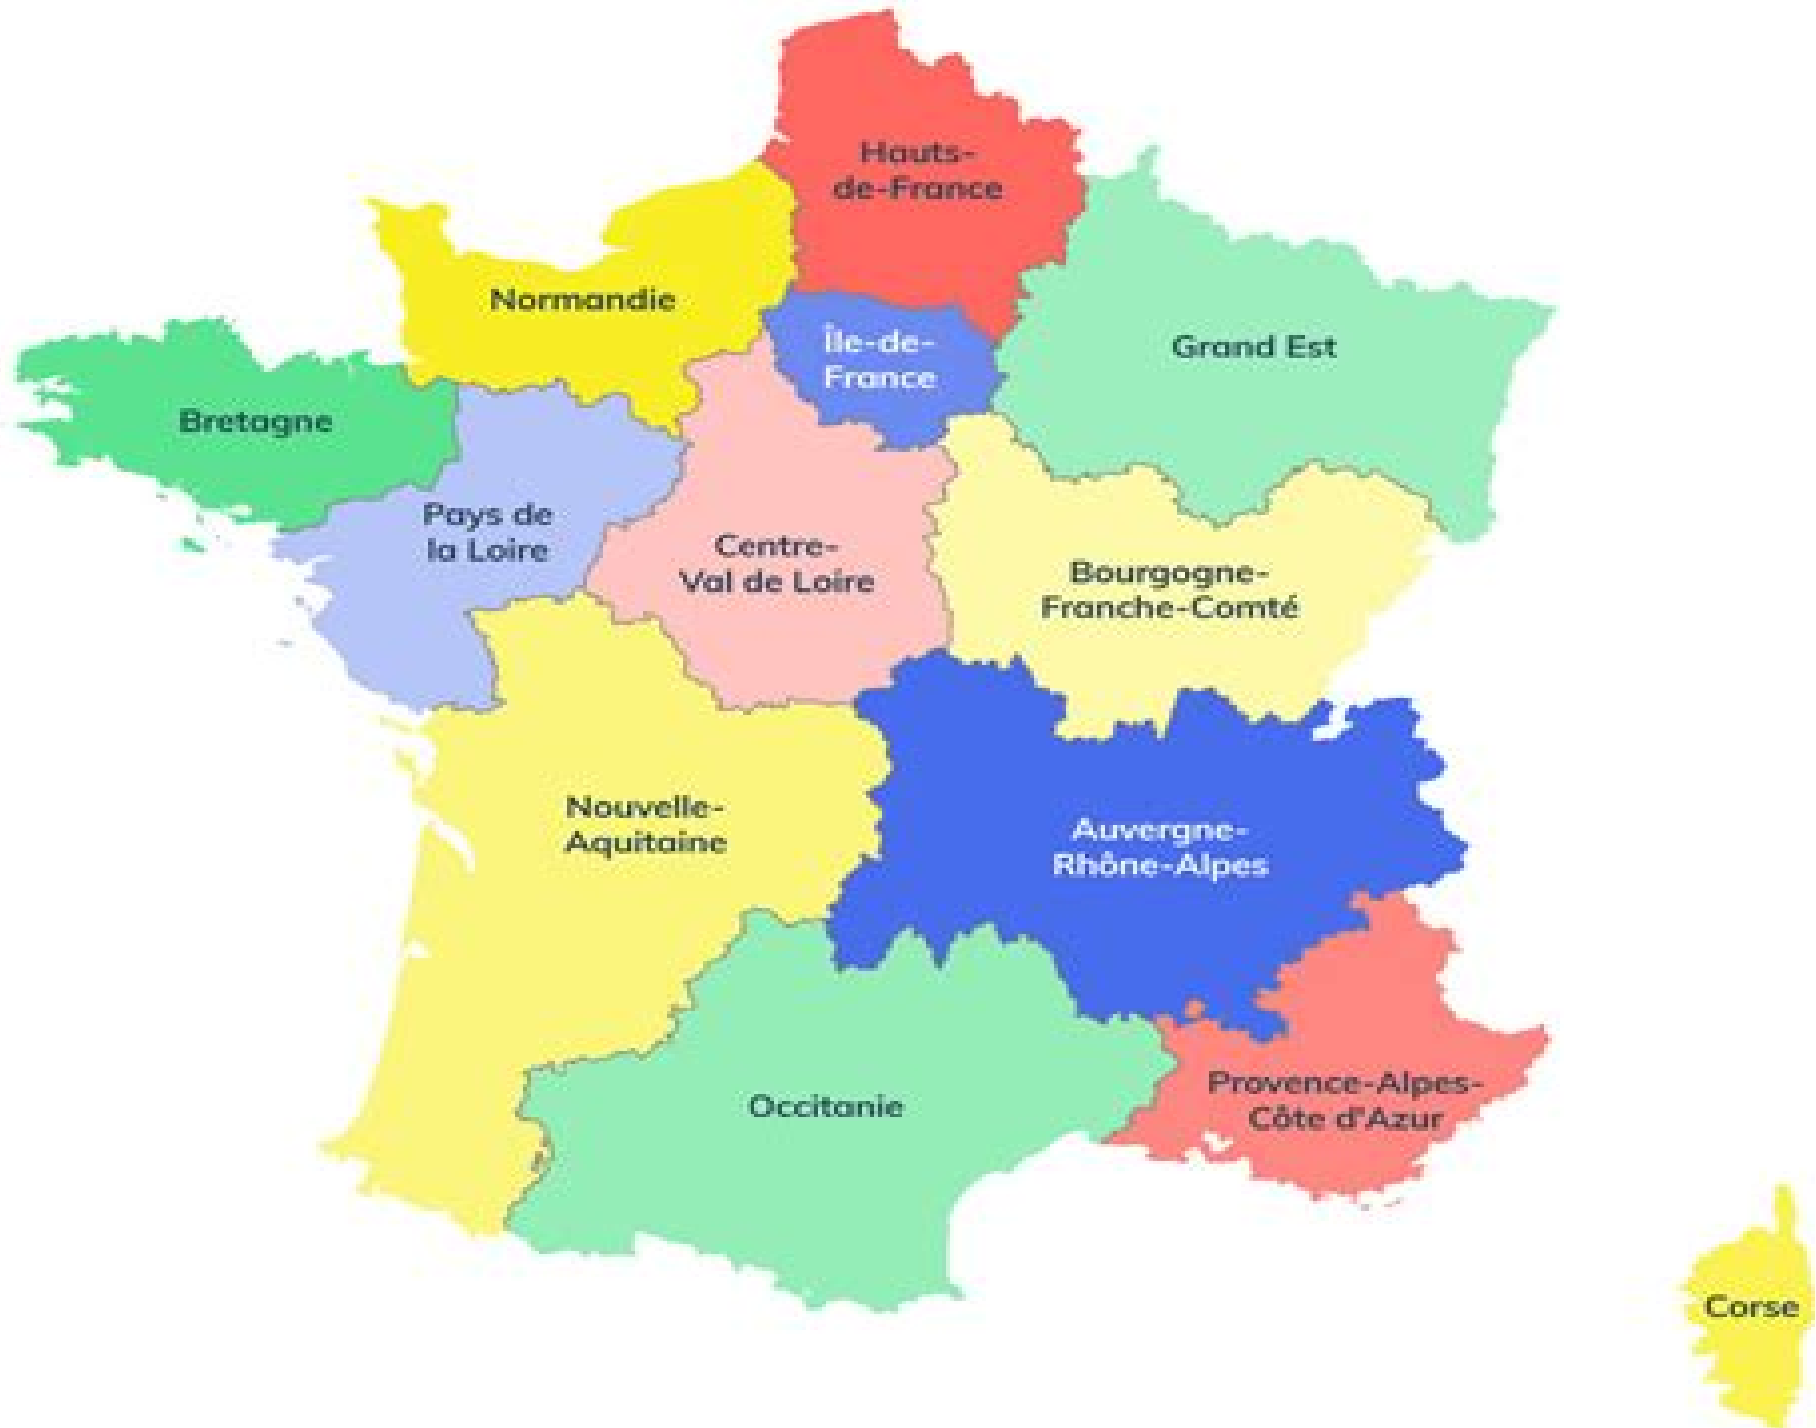 Hauts-
de-France
Normandie
Île-de-
France
Grand Est
Bretagne
Pays de
la Loire
Centre-
Val de Loire
Bourgogne-
Franche-Comté
Nouvelle-
Aquitaine
Auvergne-
Rhône-Alpes
Occitanie
Provence-Alpes-
Côte d'Azur
Corse